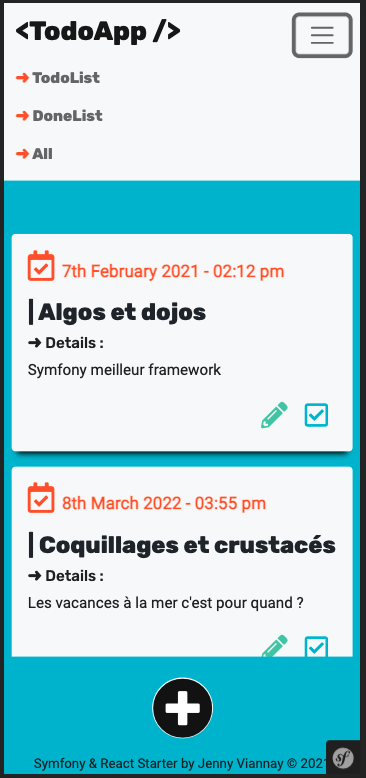 <TodoApp />
➜ TodoList
➜ DoneList
➜ All
7th February 2021 - 02:12 pm
| Algos et dojos
➜ Details :
Symfony meilleur framework
8th March 2022 - 03:55 pm
| Coquillages et crustacés
➜ Details :
Les vacances à la mer c'est pour quand ?
Symfony & React Starter by Jenny Viannay © 2021
sf